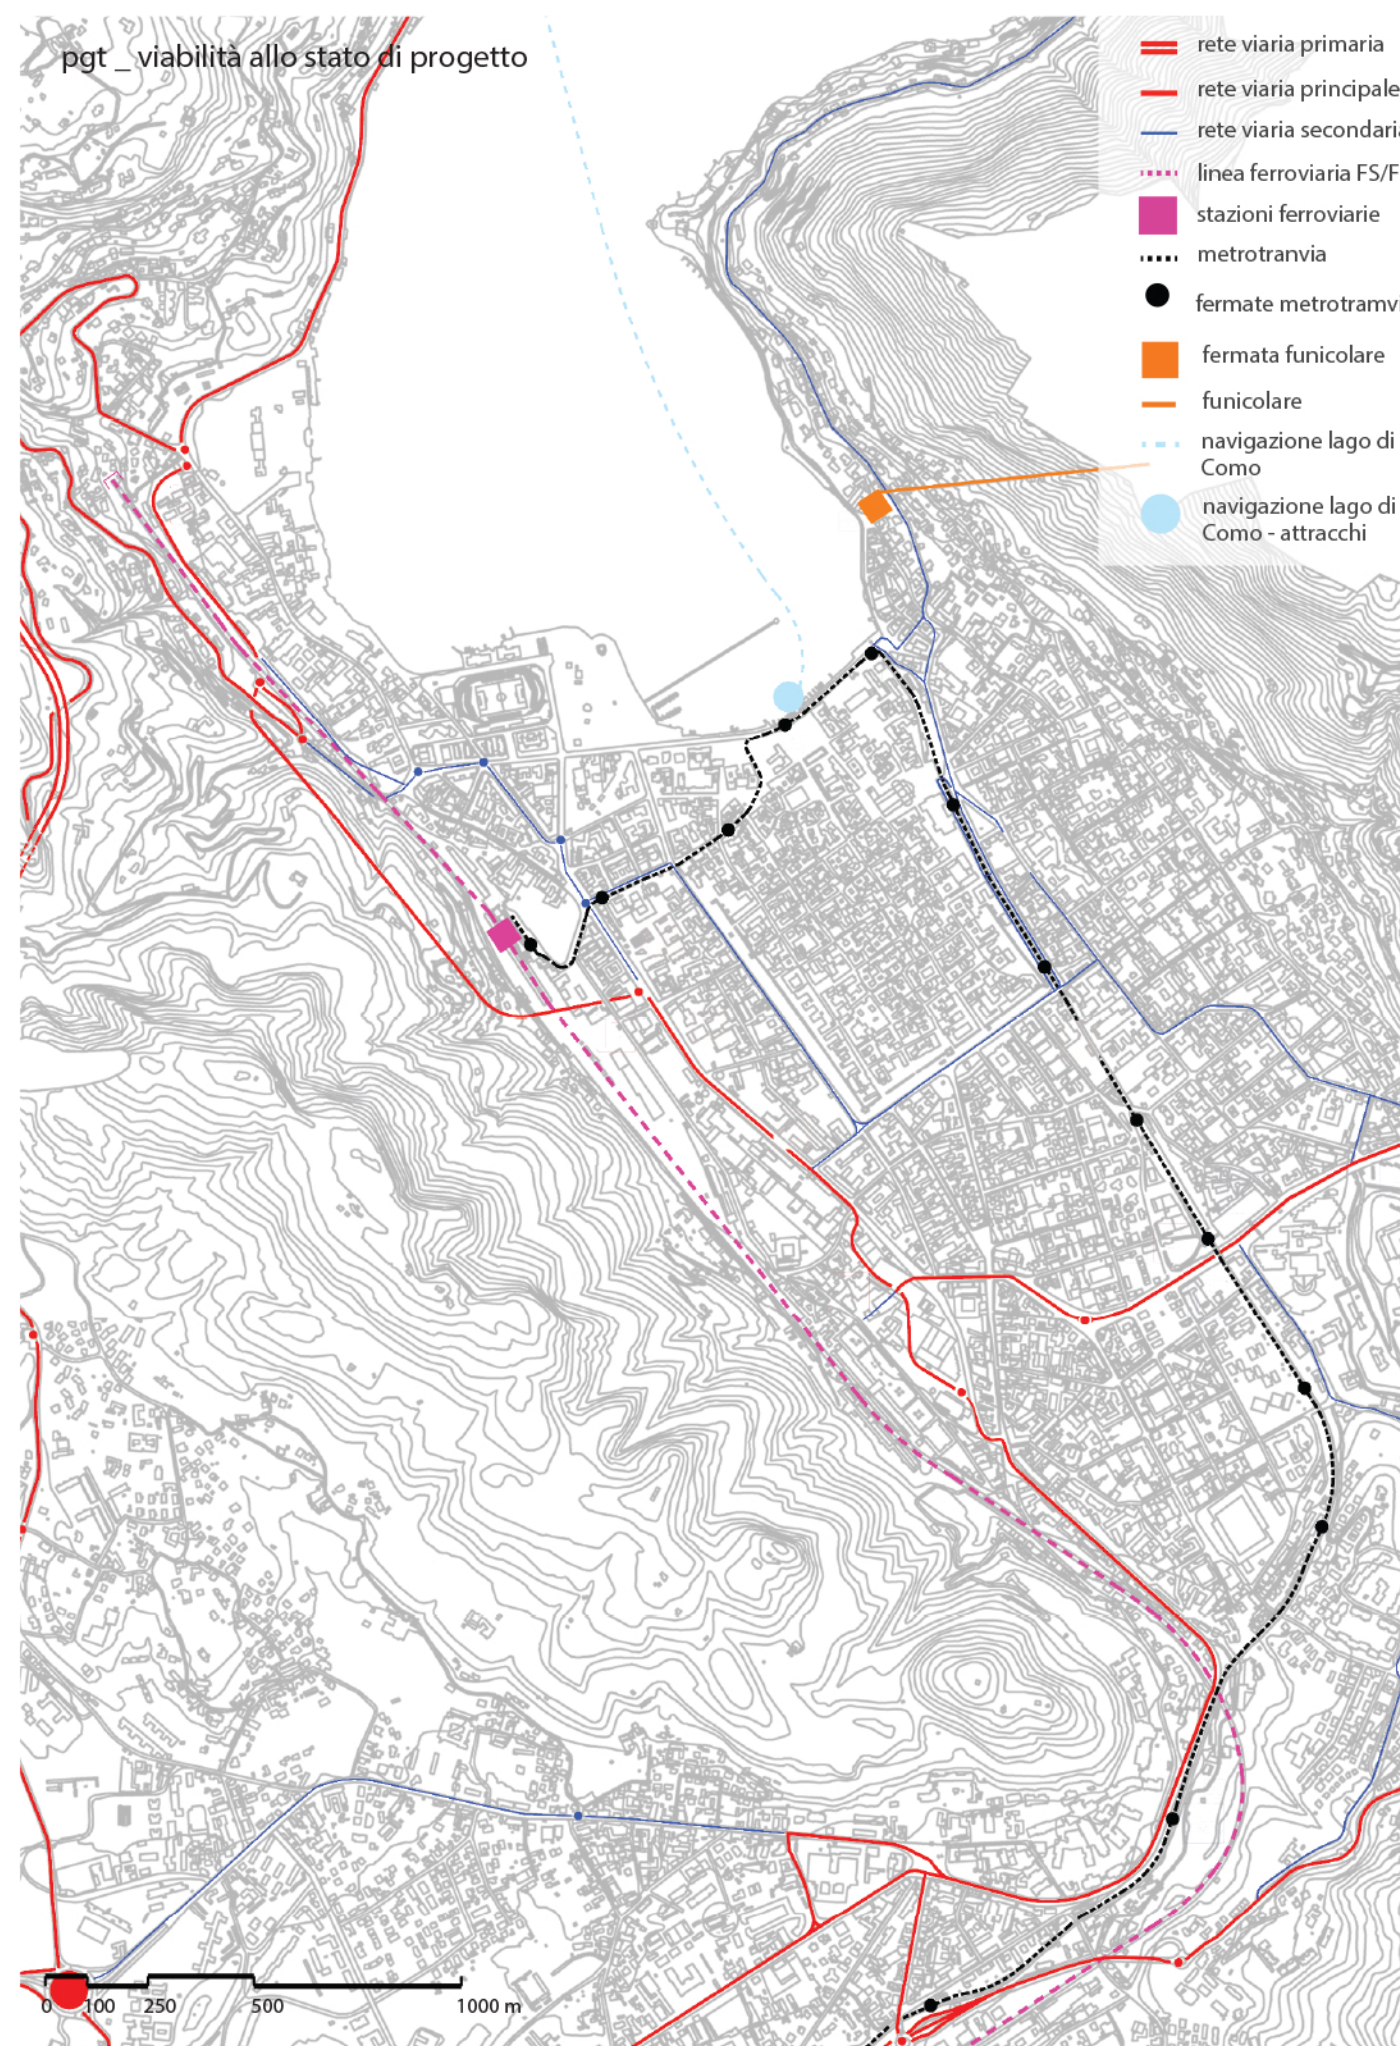 pgt _ viabilità allo stato di progetto
rete viaria primaria
rete viaria principale
rete viaria secondari
linea ferroviaria FS/F
stazioni ferroviarie
metrotranvia
fermate metrotramvi
fermata funicolare
funicolare
navigazione lago di
Como
navigazione lago di
Como - attracchi
0 100 250 500 1000 m